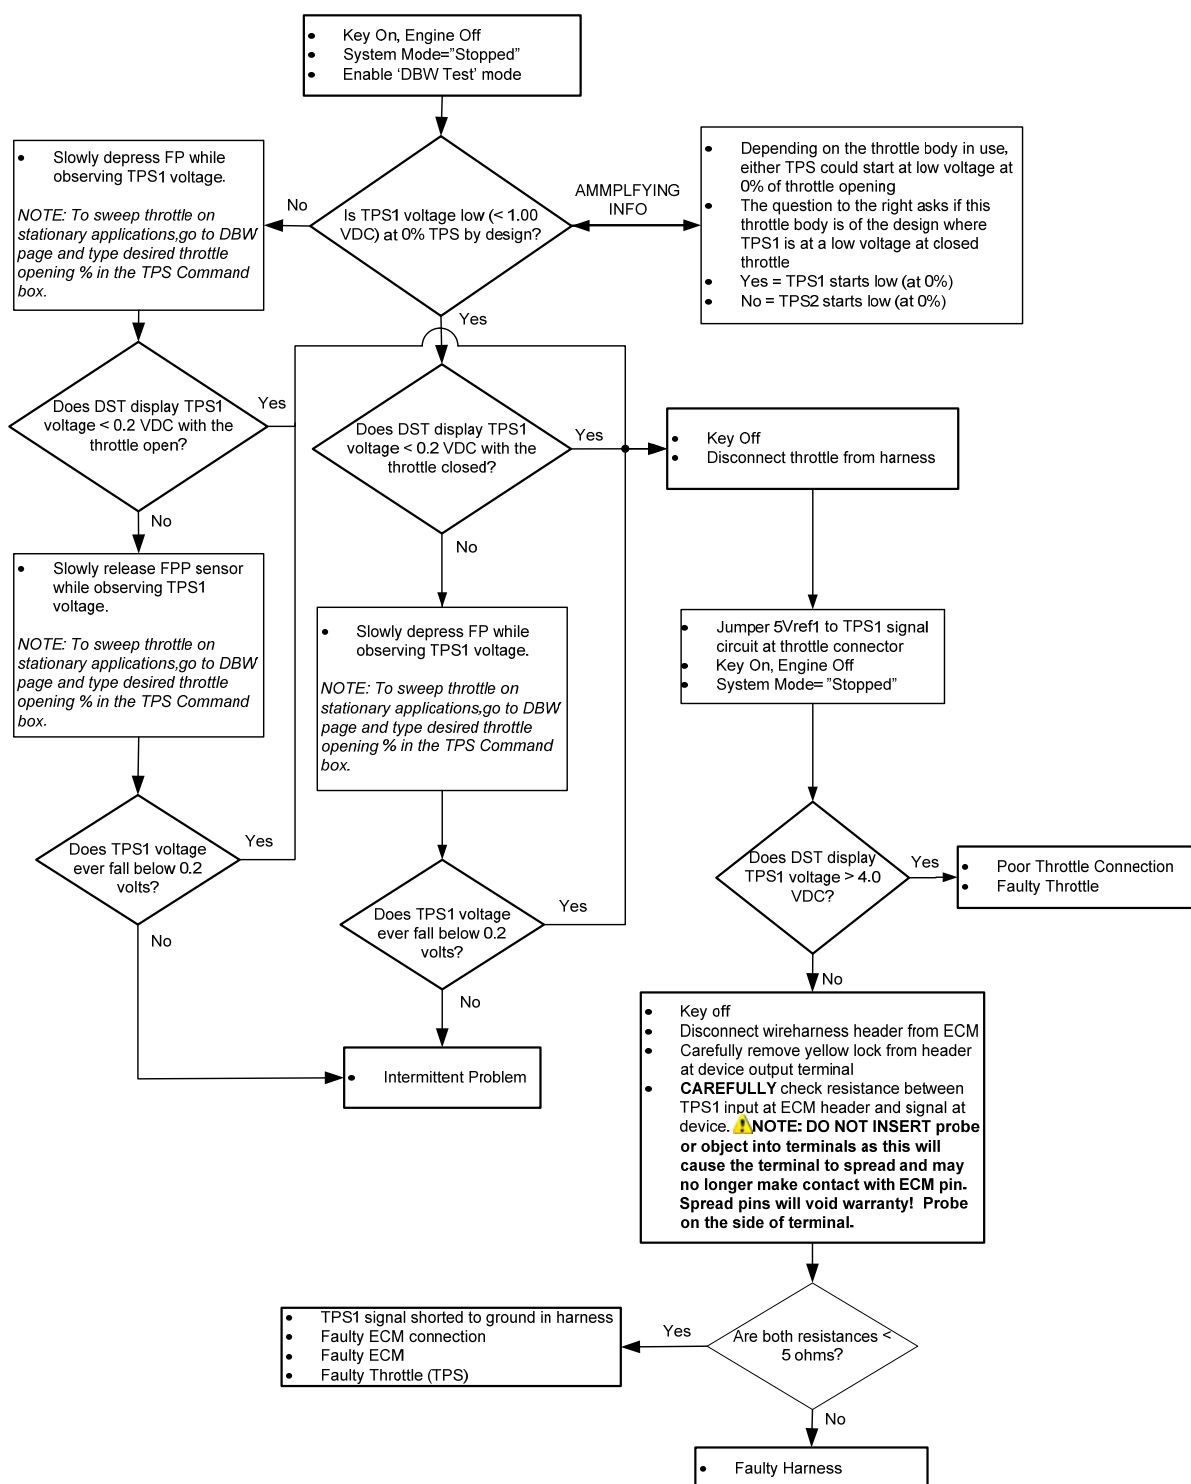 • Key On, Engine Off
• System Mode=”Stopped”
• Enable ‘DBW Test’ mode
• Slowly depress FP while
observing TPS1 voltage.
NOTE: To sweep throttle on
stationary applications,go to DBW
page and type desired throttle
opening % in the TPS Command
box.
No
Is TPS1 voltage low (< 1.00
VDC) at 0% TPS by design?
AMMPLFYING
INFO
• Depending on the throttle body in use,
either TPS could start at low voltage at
0% of throttle opening
• The question to the right asks if this
throttle body is of the design where
TPS1 is at a low voltage at closed
throttle
• Yes = TPS1 starts low (at 0%)
• No = TPS2 starts low (at 0%)
Yes
Does DST display TPS1
voltage < 0.2 VDC with the
throttle open?
Yes
No
Does DST display TPS1
voltage < 0.2 VDC with the
throttle closed?
Yes
No
• Key Off
• Disconnect throttle from harness
• Slowly release FPP sensor
while observing TPS1
voltage.
NOTE: To sweep throttle on
stationary applications,go to DBW
page and type desired throttle
opening % in the TPS Command
box.
• Slowly depress FP while
observing TPS1 voltage.
NOTE: To sweep throttle on
stationary applications,go to DBW
page and type desired throttle
opening % in the TPS Command
box.
• Jumper 5Vref1 to TPS1 signal
circuit at throttle connector
• Key On, Engine Off
• System Mode= ”Stopped”
Does TPS1 voltage
ever fall below 0.2
volts?
Yes
No
Does TPS1 voltage
ever fall below 0.2
volts?
Yes
No
Does DST display
TPS1 voltage > 4.0
VDC?
Yes
No
• Poor Throttle Connection
• Faulty Throttle
• Intermittent Problem
• Key off
• Disconnect wireharness header from ECM
• Carefully remove yellow lock from header
at device output terminal
• CAREFULLY check resistance between
TPS1 input at ECM header and signal at
device. NOTE: DO NOT INSERT probe
or object into terminals as this will
cause the terminal to spread and may
no longer make contact with ECM pin.
Spread pins will void warranty! Probe
on the side of terminal.
Are both resistances <
5 ohms?
Yes
No
• TPS1 signal shorted to ground in harness
• Faulty ECM connection
• Faulty ECM
• Faulty Throttle (TPS)
• Faulty Harness